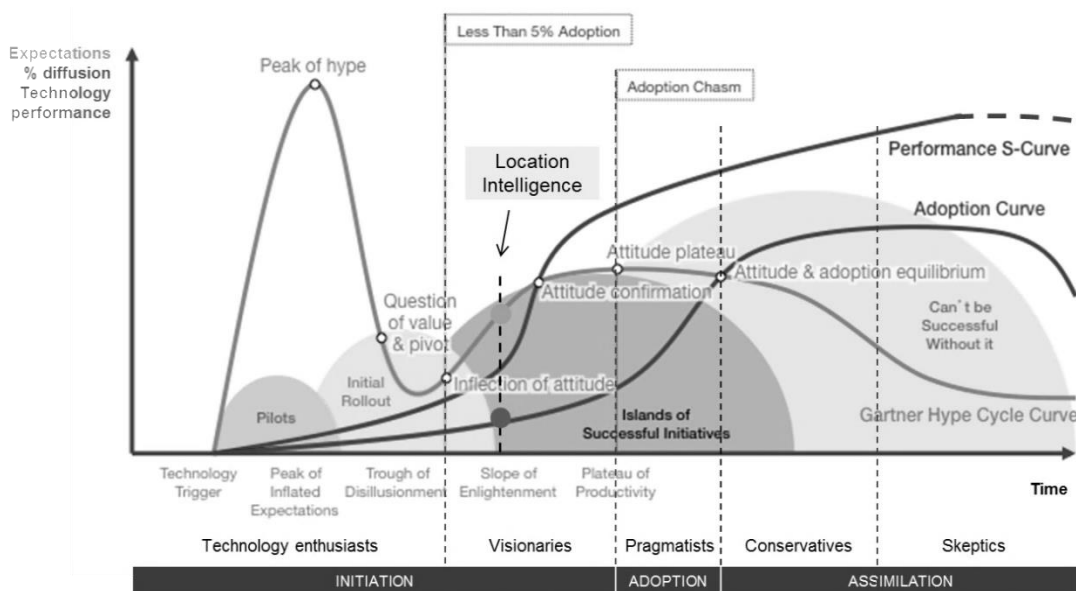 Less Than 5% Adoption
Expectations
% diffusion
Technology
performance
Peak of hype
Adoption Chasm
Location
Intelligence
Performance S-Curve
Adoption Curve
Attitude plateau
Attitude & adoption equilibrium
Attitude confirmation
Question
of value
& pivot
Can´t be
Successful
Without it
Inflection of attitude
Initial
Rollout
Pilots
Islands of
Successful Initiatives
Gartner Hype Cycle Curve
Technology
Trigger
Peak of
Inflated
Expectations
Trough of
Disillusionment
Slope of
Enlightenment
Plateau of
Productivity
Time
Technology enthusiasts
Visionaries
Pragmatists
Conservatives
Skeptics
INITIATION
ADOPTION
ASSIMILATION